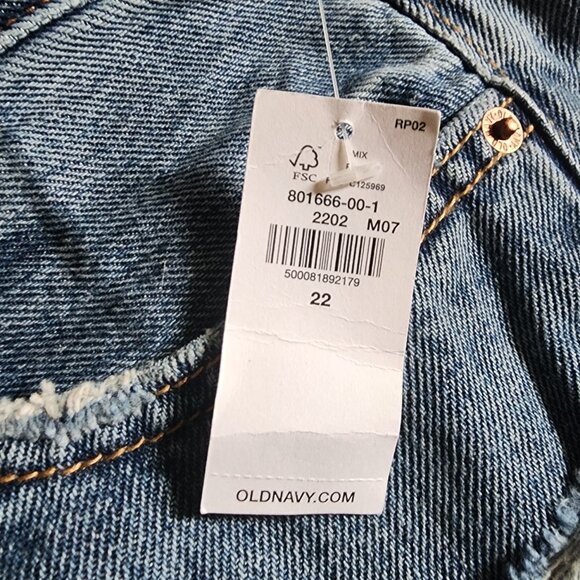 RP02
MIX
FSC
C125969
801666-00-1
2202 M07
500081892179
22
OLDNAVY.COM